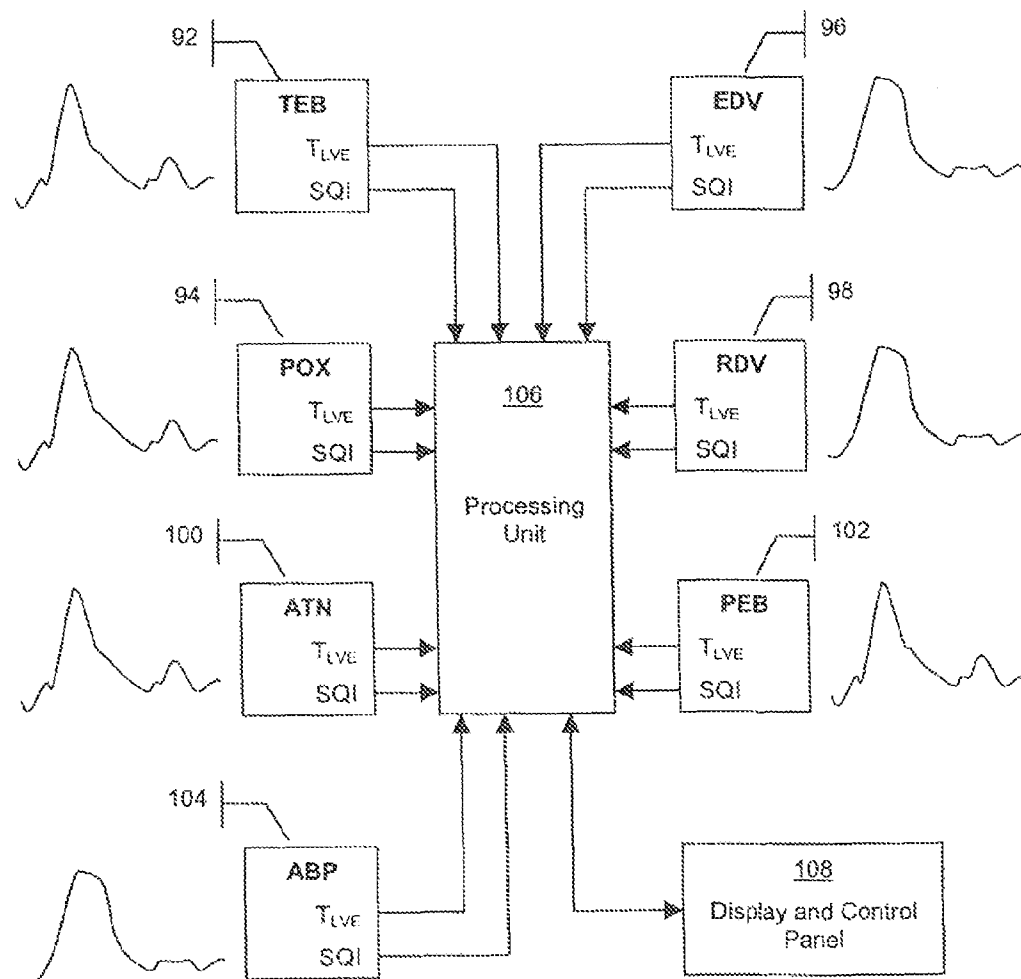 92
TEB
T_LVE
SQI
96
EDV
T_LVE
SQI
94
POX
T_LVE
SQI
106
Processing
Unit
98
RDV
T_LVE
SQI
100
ATN
T_LVE
SQI
102
PEB
T_LVE
SQI
104
ABP
T_LVE
SQI
108
Display and Control
Panel